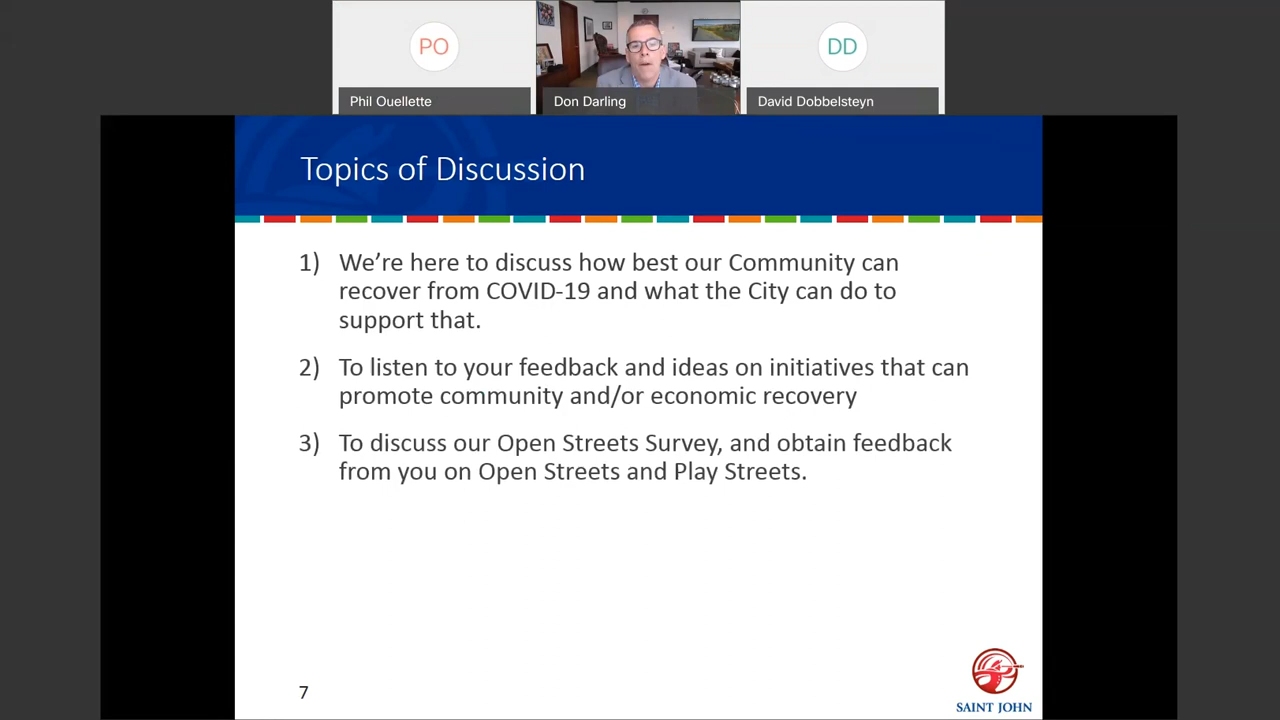 PO
DD
Phil Ouellette
Don Darling
David Dobbelsteyn
Topics of Discussion
1) We’re here to discuss how best our Community can
recover from COVID-19 and what the City can do to
support that.
2) To listen to your feedback and ideas on initiatives that can
promote community and/or economic recovery
3) To discuss our Open Streets Survey, and obtain feedback
from you on Open Streets and Play Streets.
7
SAINT JOHN